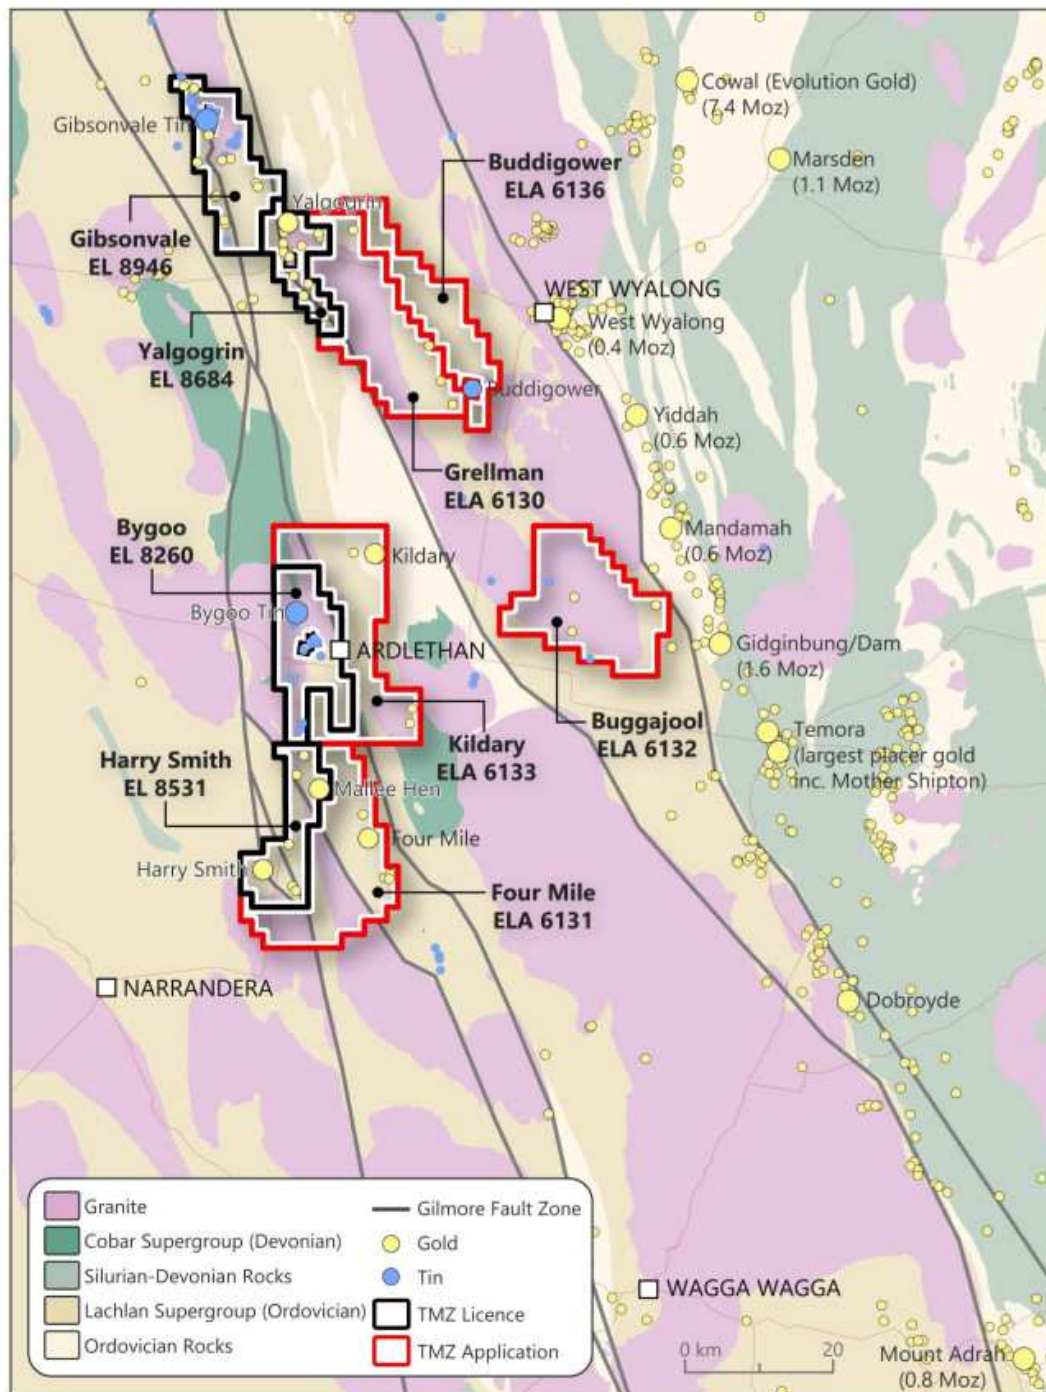 Cowal (Evolution Gold)
(7.4 Moz)
Gibsonvale Tin
Marsden
(1.1 Moz)
Buddigower
ELA 6136
Yalgogrin
Gibsonvale
EL 8946
WEST WYALONG
West Wyalong
(0.4 Moz)
Yalgogrin
EL 8684
Buddigower
Yiddah
(0.6 Moz)
Grellman
ELA 6130
Bygoo
EL 8260
Mandamah
(0.6 Moz)
Kildary
Bygoo Tin
ARDLETHAN
Gidginbung/Dam
(1.6 Moz)
Buggajool
ELA 6132
Kildary
ELA 6133
Temora
(largest placer gold
inc. Mother Shipton)
Harry Smith
EL 8531
Mallee Hen
Four Mile
Harry Smith
Four Mile
ELA 6131
NARRANDERA
Dobroyde
Granite
Cobar Supergroup (Devonian)
Silurian-Devonian Rocks
Lachlan Supergroup (Ordovician)
Ordovician Rocks
Gilmore Fault Zone
Gold
Tin
TMZ Licence
TMZ Application
WAGGA WAGGA
0 km 20
Mount Adrah
(0.8 Moz)